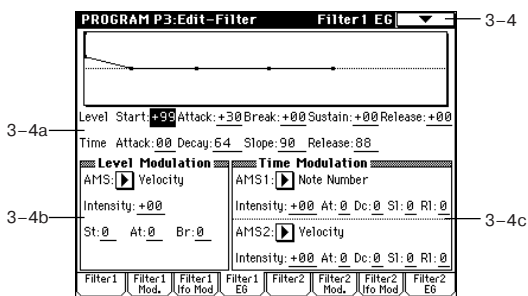 PROGRAM P3:Edit-Filter Filter1 EG
3-4
Level Start:+99 Attack:+30 Break:+00 Sustain:+00 Release:+00
3-4a
Time Attack:00 Decay:64 Slope:90 Release:88
Level Modulation Time Modulation
AMS: Velocity AMS1: Note Number
Intensity:+00 Intensity:+00 At:0 Dc:0 Sl:0 Rl:0
3-4b 3-4c
St:0 At:0 Br:0 AMS2: Velocity
Intensity:+00 At:0 Dc:0 Sl:0 Rl:0
Filter1 Filter1 Mod. Filter1 lfo Mod Filter1 EG Filter2 Filter2 Mod. Filter2 lfo Mod Filter2 EG